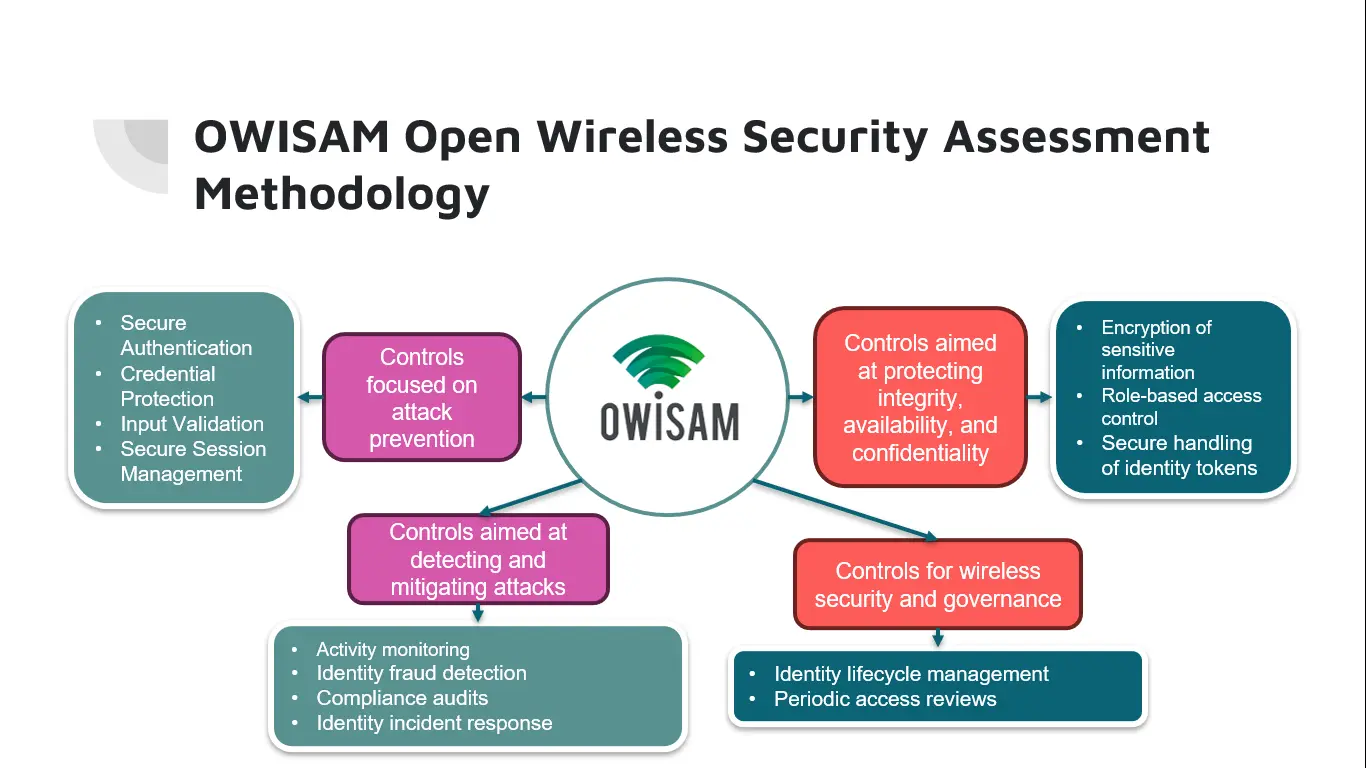 OWISAM Open Wireless Security Assessment
Methodology
• Secure
Authentication
• Credential
Protection
• Input Validation
• Secure Session
Management
Controls
focused on
attack
prevention
OWiSAM
Controls aimed
at protecting
integrity,
availability, and
confidentiality
• Encryption of
sensitive
information
• Role-based access
control
• Secure handling
of identity tokens
Controls aimed at
detecting and
mitigating attacks
• Activity monitoring
• Identity fraud detection
• Compliance audits
• Identity incident response
Controls for wireless
security and governance
• Identity lifecycle management
• Periodic access reviews